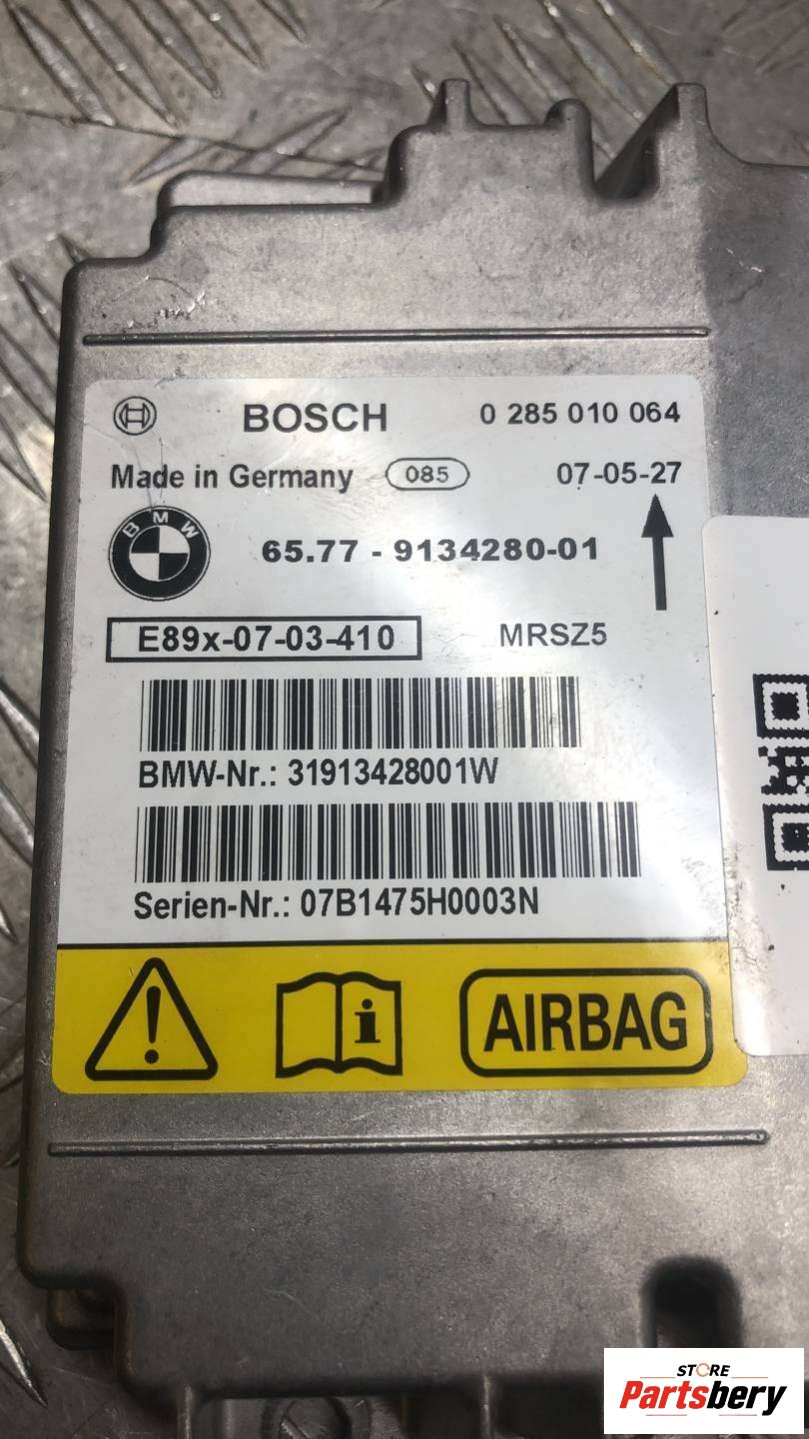 BOSCH 0 285 010 064
Made in Germany 085 07-05-27
BMW
65.77 - 9134280-01
E89x-07-03-410 MRSZ5
BMW-Nr.: 31913428001W
Serien-Nr.: 07B1475H0003N
! i AIRBAG
STORE
Partsbery